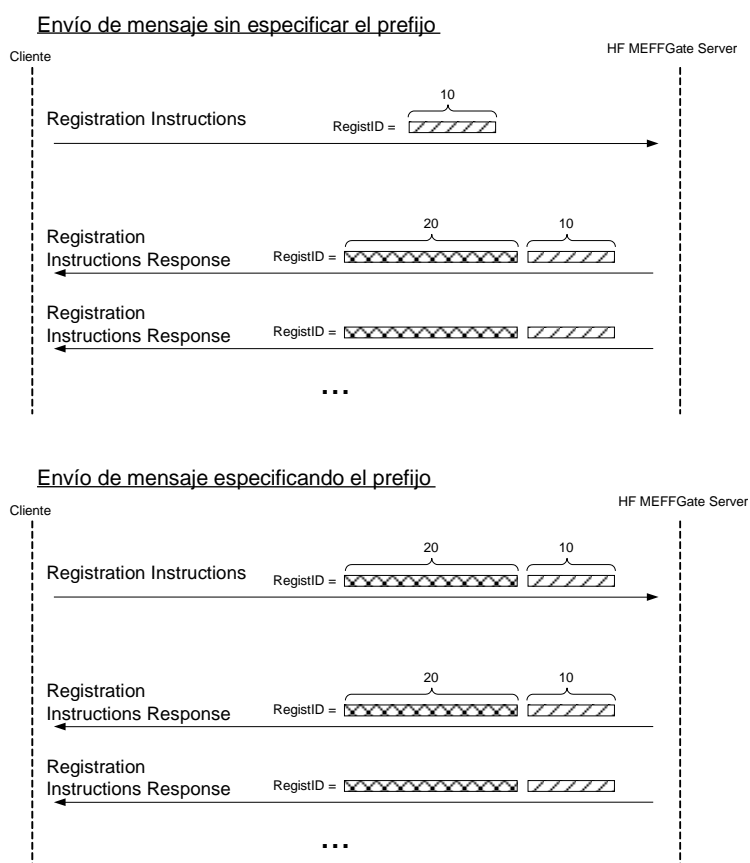 Envío de mensaje sin especificar el prefijo
Cliente
HF MEFFGate Server
10
Registration Instructions
RegistID =
20
10
Registration
Instructions Response
RegistID =
Registration
Instructions Response
RegistID =
...
Envío de mensaje especificando el prefijo
Cliente
HF MEFFGate Server
20
10
Registration Instructions
RegistID =
20
10
Registration
Instructions Response
RegistID =
Registration
Instructions Response
RegistID =
...